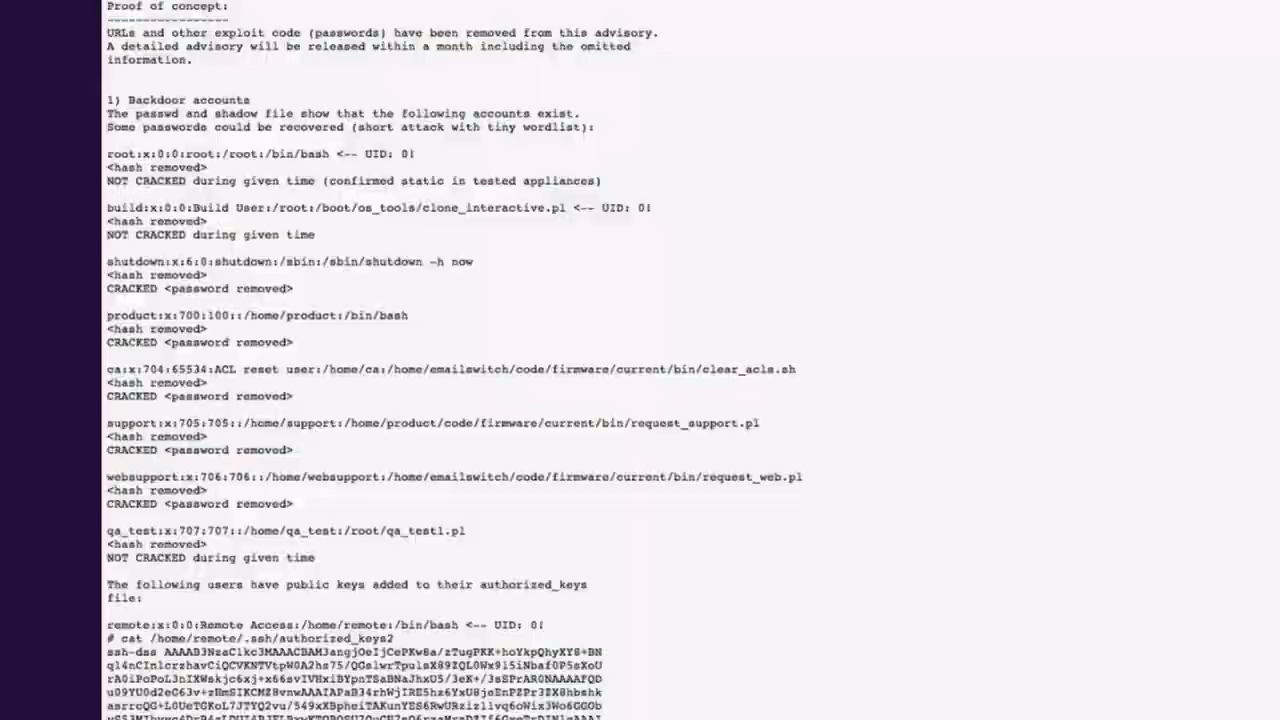 Proof of concept:
-----------------
URLs and other exploit code (passwords) have been removed from this advisory.
A detailed advisory will be released within a month including the omitted
information.
1) Backdoor accounts
The passwd and shadow file show that the following accounts exist.
Some passwords could be recovered (short attack with tiny wordlist):
root:x:0:0:root:/root:/bin/bash <-- UID: 0!
<hash removed>
NOT CRACKED during given time (confirmed static in tested appliances)
build:x:0:0:Build User:/root:/boot/os_tools/clone_interactive.pl <-- UID: 0!
<hash removed>
NOT CRACKED during given time
shutdown:x:6:0:shutdown:/sbin:/sbin/shutdown -h now
<hash removed>
CRACKED <password removed>
product:x:700:100::/home/product:/bin/bash
<hash removed>
CRACKED <password removed>
ca:x:704:65534:ACL reset user:/home/ca:/home/emailswitch/code/firmware/current/bin/clear_acls.sh
<hash removed>
CRACKED <password removed>
support:x:705:705::/home/support:/home/product/code/firmware/current/bin/request_support.pl
<hash removed>
CRACKED <password removed>
websupport:x:706:706::/home/websupport:/home/emailswitch/code/firmware/current/bin/request_web.pl
<hash removed>
CRACKED <password removed>
qa_test:x:707:707::/home/qa_test:/root/qa_test1.pl
<hash removed>
NOT CRACKED during given time
The following users have public keys added to their authorized_keys
file:
remote:x:0:0:Remote Access:/home/remote:/bin/bash <-- UID: 0!
# cat /home/remote/.ssh/authorized_keys2
ssh-dss